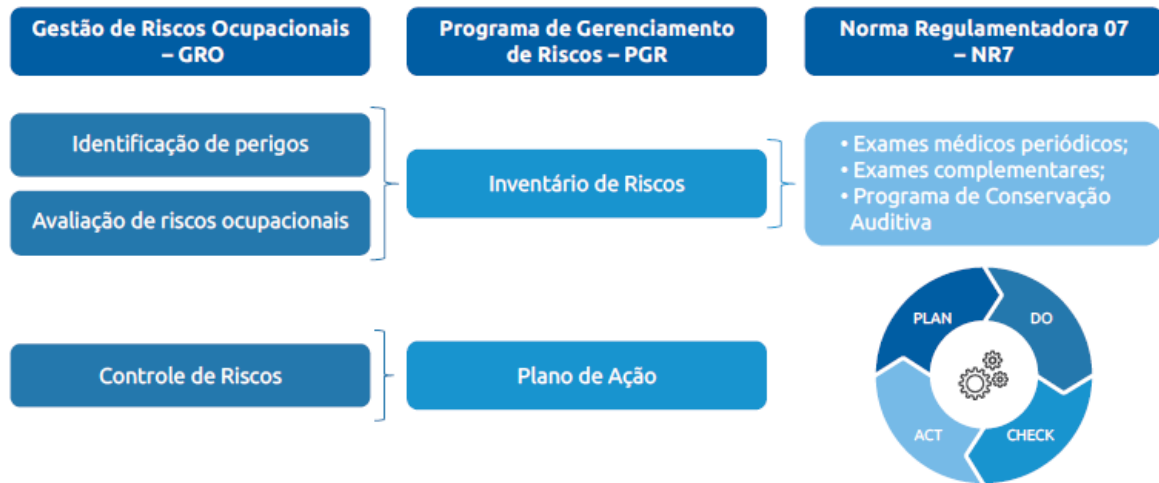 Gestão de Riscos Ocupacionais
– GRO
Programa de Gerenciamento
de Riscos – PGR
Norma Regulamentadora 07
– NR7
Identificação de perigos
Avaliação de riscos ocupacionais
Inventário de Riscos
• Exames médicos periódicos;
• Exames complementares;
• Programa de Conservação
Auditiva
Controle de Riscos
Plano de Ação
PLAN
DO
ACT
CHECK